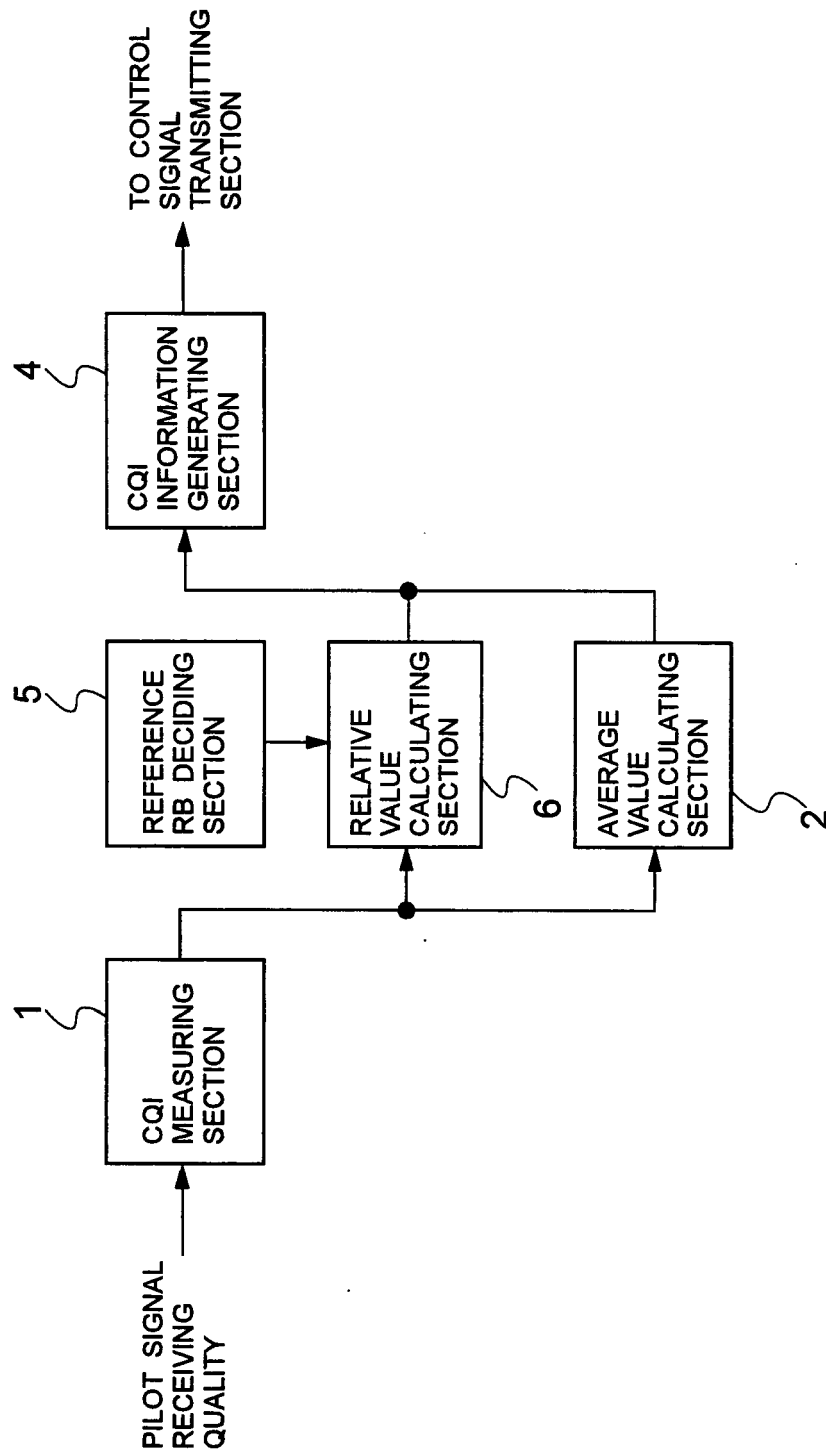 PILOT SIGNAL
RECEIVING
QUALITY
1
CQI
MEASURING
SECTION
5
REFERENCE
RB DECIDING
SECTION
RELATIVE
VALUE
CALCULATING
SECTION
6
AVERAGE
VALUE
CALCULATING
SECTION
2
4
CQI
INFORMATION
GENERATING
SECTION
TO CONTROL
SIGNAL
TRANSMITTING
SECTION